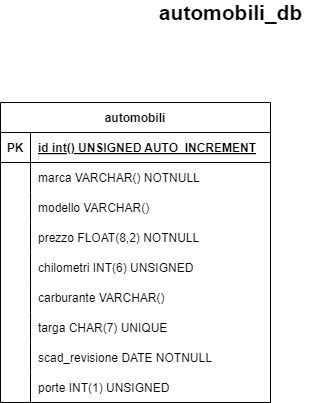 automobili_db
automobili
PK id int() UNSIGNED AUTO_INCREMENT
marca VARCHAR() NOTNULL
modello VARCHAR()
prezzo FLOAT(8,2) NOTNULL
chilometri INT(6) UNSIGNED
carburante VARCHAR()
targa CHAR(7) UNIQUE
scad_revisione DATE NOTNULL
porte INT(1) UNSIGNED